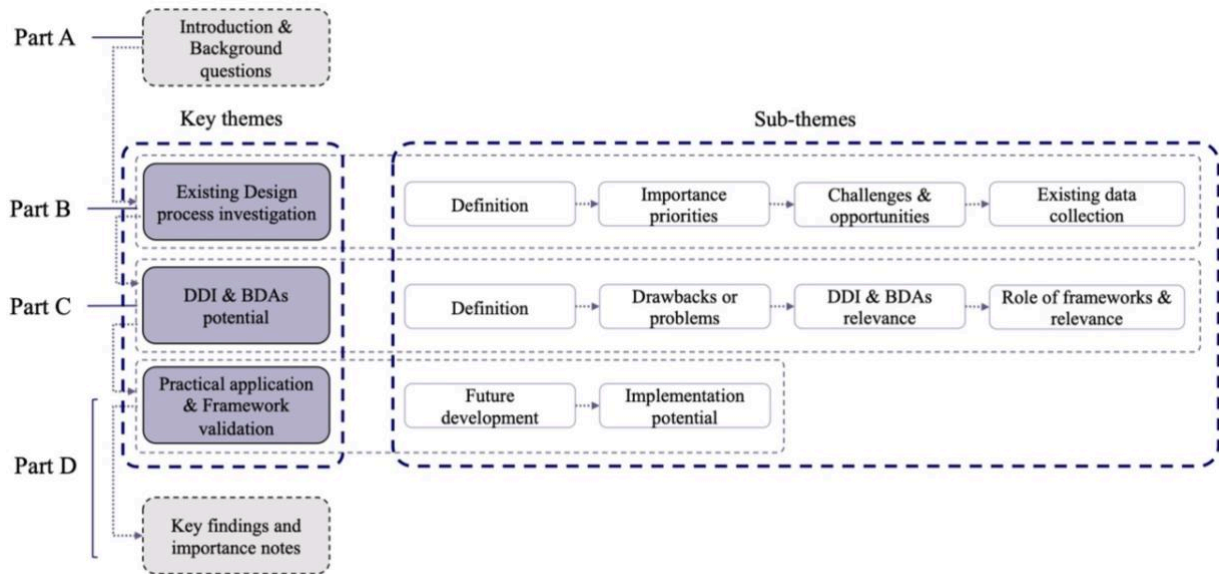 Part A
Introduction &
Background
questions
Key themes
Sub-themes
Part B
Existing Design
process investigation
Definition
Importance
priorities
Challenges &
opportunities
Existing data
collection
Part C
DDI & BDAs
potential
Definition
Drawbacks or
problems
DDI & BDAs
relevance
Role of frameworks &
relevance
Practical application
& Framework
validation
Future
development
Implementation
potential
Part D
Key findings and
importance notes